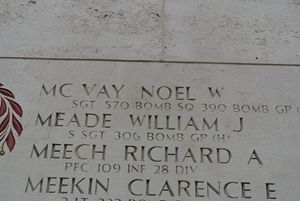 MC VAY NOEL W
SGT 570 BOMB SQ 390 BOMB GP (
MEADE WILLIAM J
S SGT 306 BOMB GP (H)
MEECH RICHARD A
PFC 109 INF 28 DIV
MEEKIN CLARENCE E